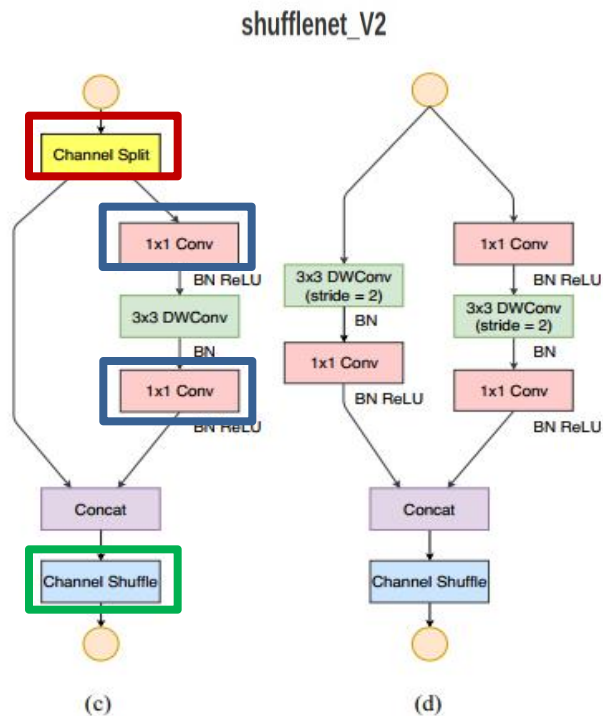 shufflenet_V2
Channel Split
1x1 Conv
BN ReLU
3x3 DWConv
BN
1x1 Conv
BN ReLU
Concat
Channel Shuffle
(c)
3x3 DWConv
(stride = 2)
BN
1x1 Conv
BN ReLU
1x1 Conv
BN ReLU
3x3 DWConv
(stride = 2)
BN
1x1 Conv
BN ReLU
Concat
Channel Shuffle
(d)